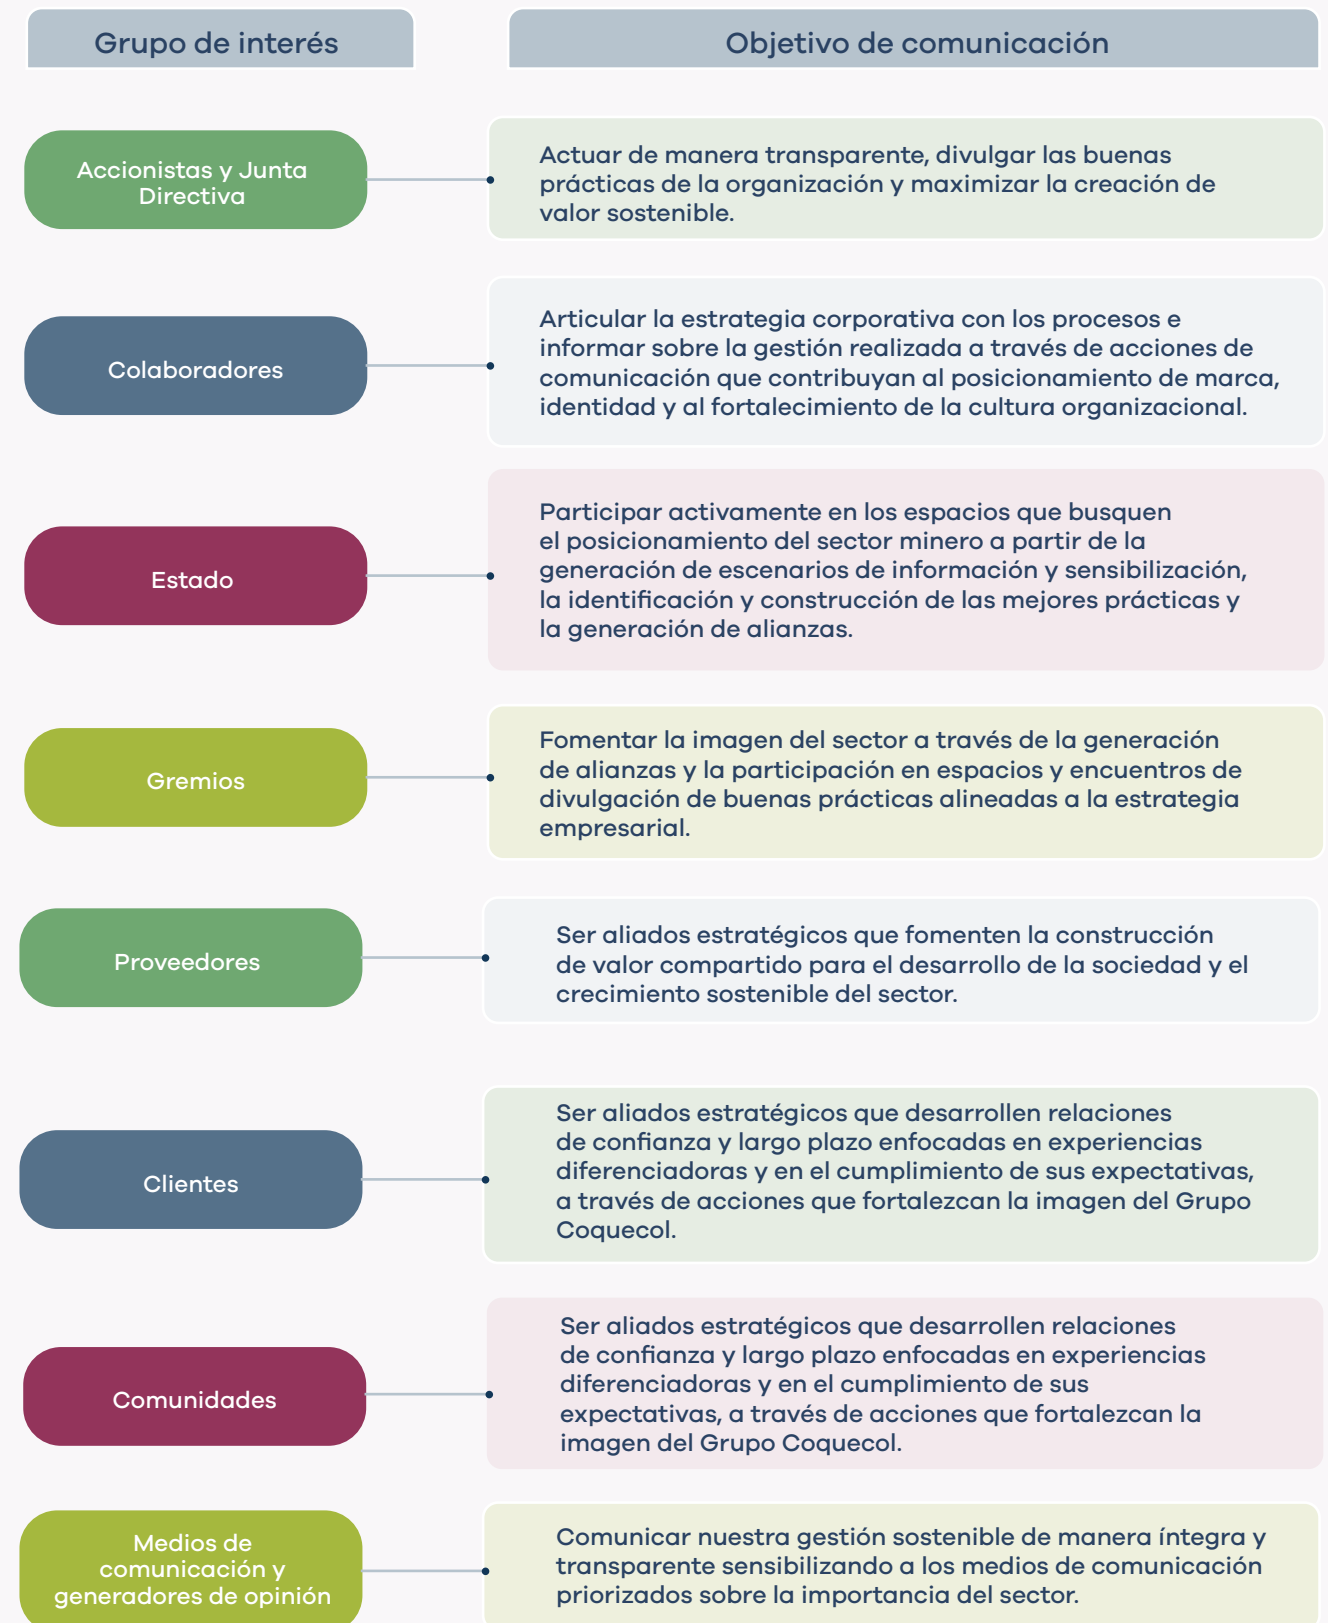 Grupo de interés
Objetivo de comunicación
Accionistas y Junta
Directiva
Actuar de manera transparente, divulgar las buenas
prácticas de la organización y maximizar la creación de
valor sostenible.
Colaboradores
Articular la estrategia corporativa con los procesos e
informar sobre la gestión realizada a través de acciones de
comunicación que contribuyan al posicionamiento de marca,
identidad y al fortalecimiento de la cultura organizacional.
Estado
Participar activamente en los espacios que busquen
el posicionamiento del sector minero a partir de la
generación de escenarios de información y sensibilización,
la identificación y construcción de las mejores prácticas y
la generación de alianzas.
Gremios
Fomentar la imagen del sector a través de la generación
de alianzas y la participación en espacios y encuentros de
divulgación de buenas prácticas alineadas a la estrategia
empresarial.
Proveedores
Ser aliados estratégicos que fomenten la construcción
de valor compartido para el desarrollo de la sociedad y el
crecimiento sostenible del sector.
Clientes
Ser aliados estratégicos que desarrollen relaciones
de confianza y largo plazo enfocadas en experiencias
diferenciadoras y en el cumplimiento de sus expectativas,
a través de acciones que fortalezcan la imagen del Grupo
Coquecol.
Comunidades
Ser aliados estratégicos que desarrollen relaciones
de confianza y largo plazo enfocadas en experiencias
diferenciadoras y en el cumplimiento de sus
expectativas, a través de acciones que fortalezcan la
imagen del Grupo Coquecol.
Medios de
comunicación y
generadores de opinión
Comunicar nuestra gestión sostenible de manera íntegra y
transparente sensibilizando a los medios de comunicación
priorizados sobre la importancia del sector.